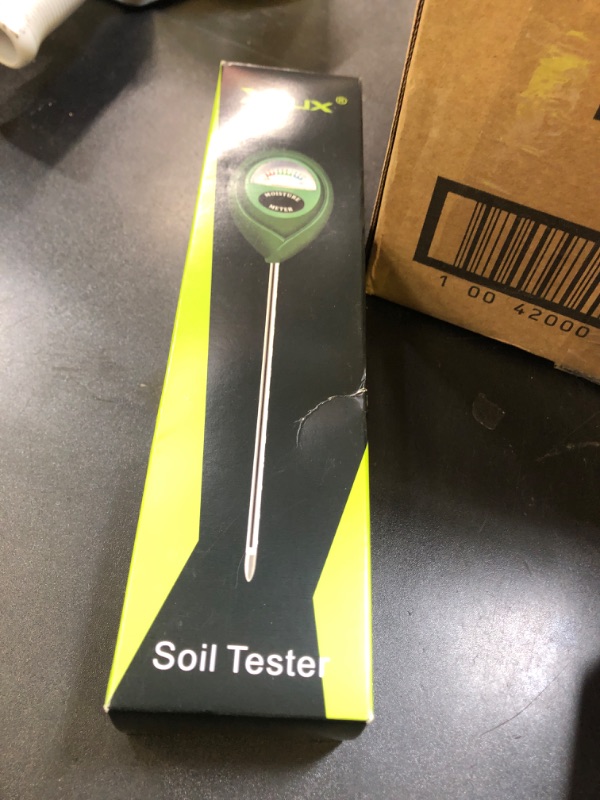 ®
MOISTURE
METER
Soil Tester
1 00 42000